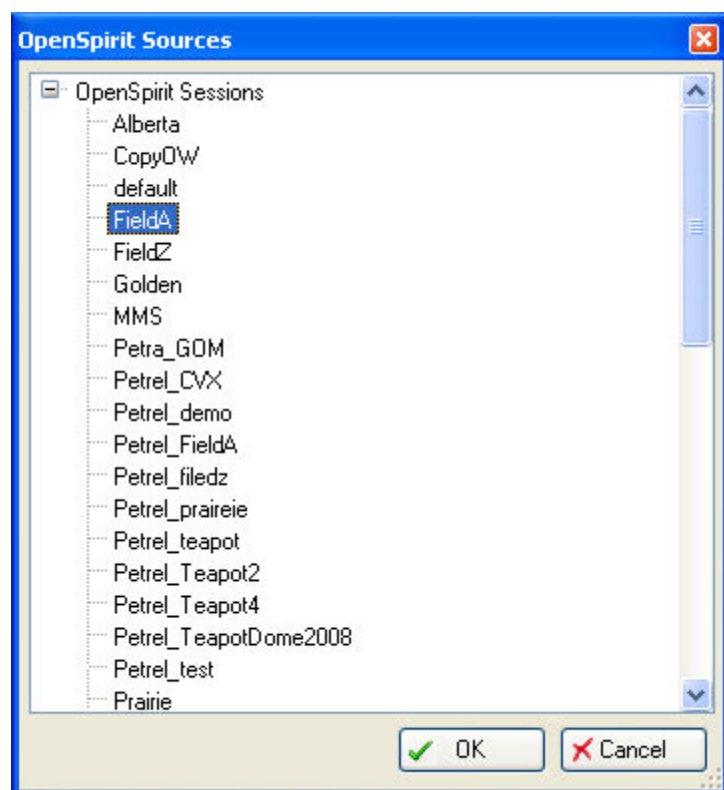 OpenSpirit Sources
OpenSpirit Sessions
Alberta
CopyOW
default
FieldA
FieldZ
Golden
MMS
Petra_GOM
Petrel_CVX
Petrel_demo
Petrel_FieldA
Petrel_filedz
Petrel_praireie
Petrel_teapot
Petrel_Teapot2
Petrel_Teapot4
Petrel_TeapotDome2008
Petrel_test
Prairie
OK Cancel